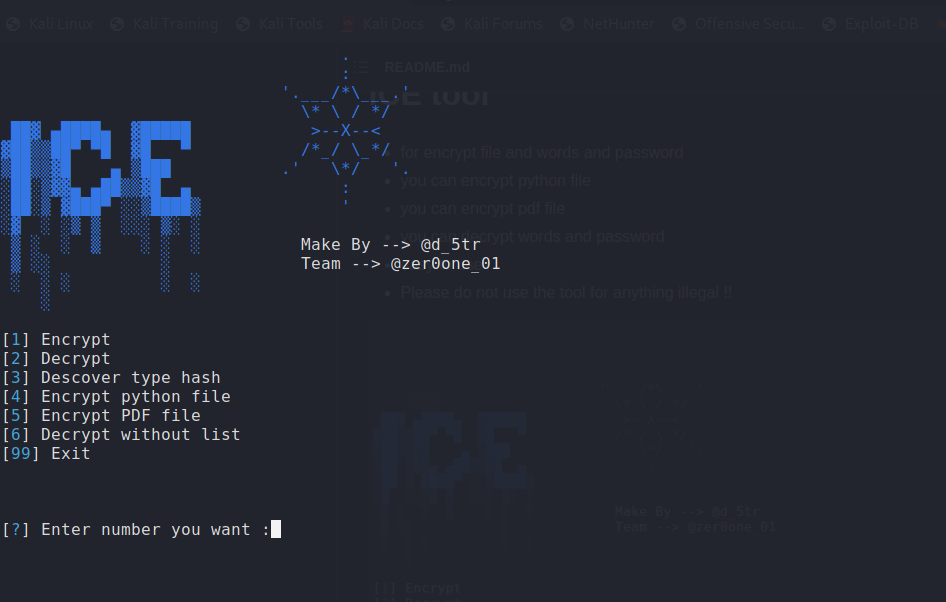 Kali Linux Kali Training Kali Tools Kali Docs Kali Forums NetHunter Offensive Secu... Exploit-DB
README.md
ICE tool
ICE
for encrypt file and words and password
you can encrypt python file
you can encrypt pdf file
you can decrypt words and password
Make By --> @d_5tr
Team --> @zer0one_01
Please do not use the tool for anything illegal !!
[1] Encrypt
[2] Decrypt
[3] Descover type hash
[4] Encrypt python file
[5] Encrypt PDF file
[6] Decrypt without list
[99] Exit
[?] Enter number you want :
ICE
Make By --> @d_5tr
Team --> @zer0one_01
[1] Encrypt